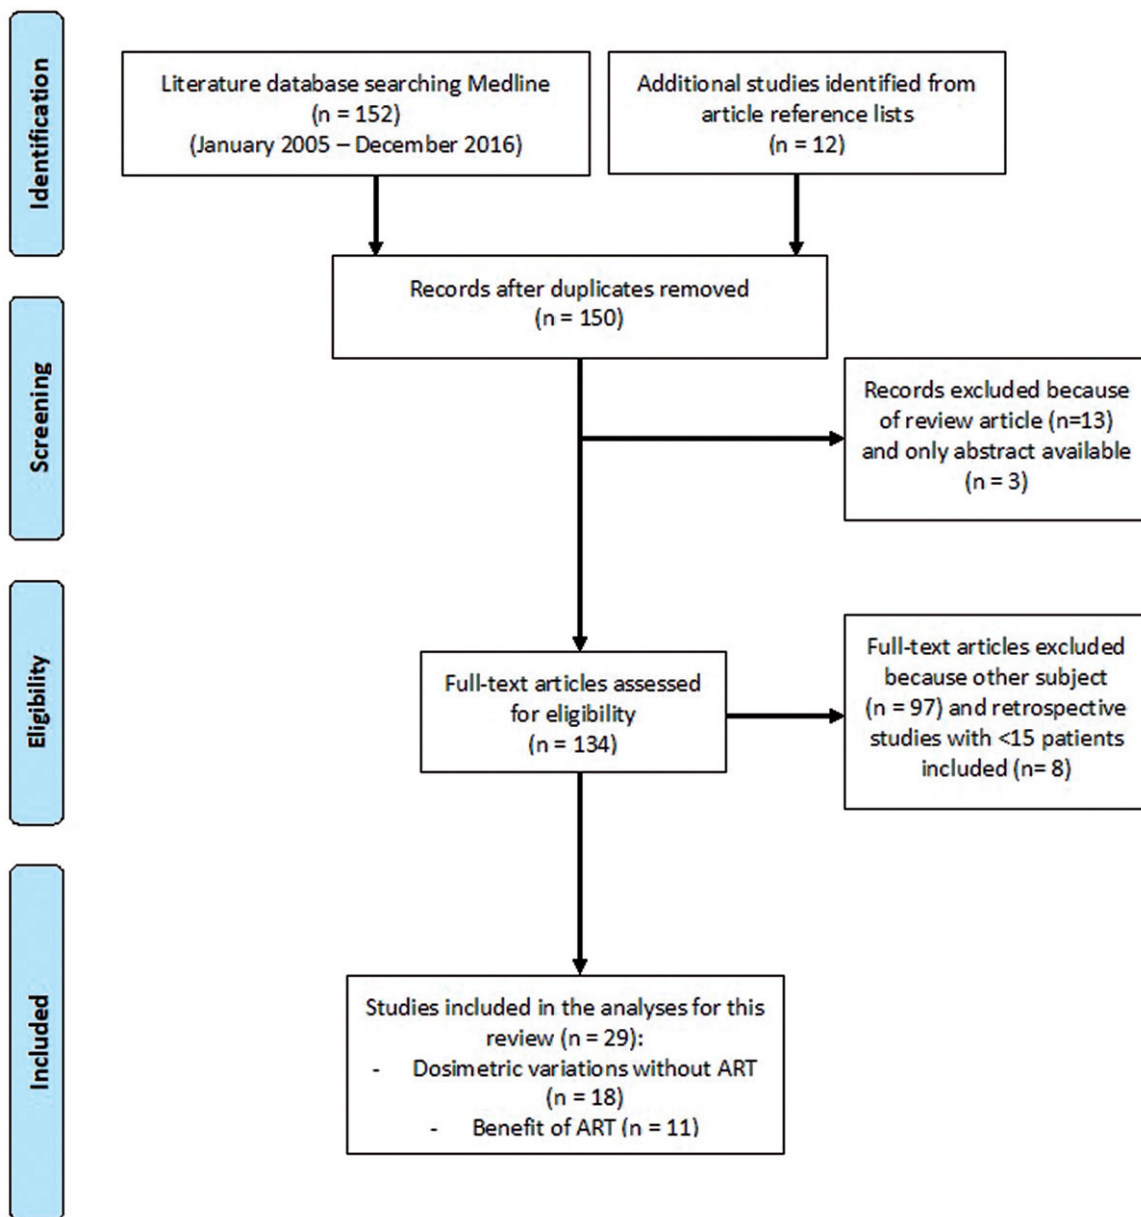 Identification
Literature database searching Medline
(n = 152)
(January 2005 – December 2016)
Additional studies identified from
article reference lists
(n = 12)
Records after duplicates removed
(n = 150)
Screening
Records excluded because
of review article (n=13)
and only abstract available
(n = 3)
Eligibility
Full-text articles assessed
for eligibility
(n = 134)
Full-text articles excluded
because other subject
(n = 97) and retrospective
studies with <15 patients
included (n= 8)
Included
Studies included in the analyses for this
review (n = 29):
- Dosimetric variations without ART
(n = 18)
- Benefit of ART (n = 11)